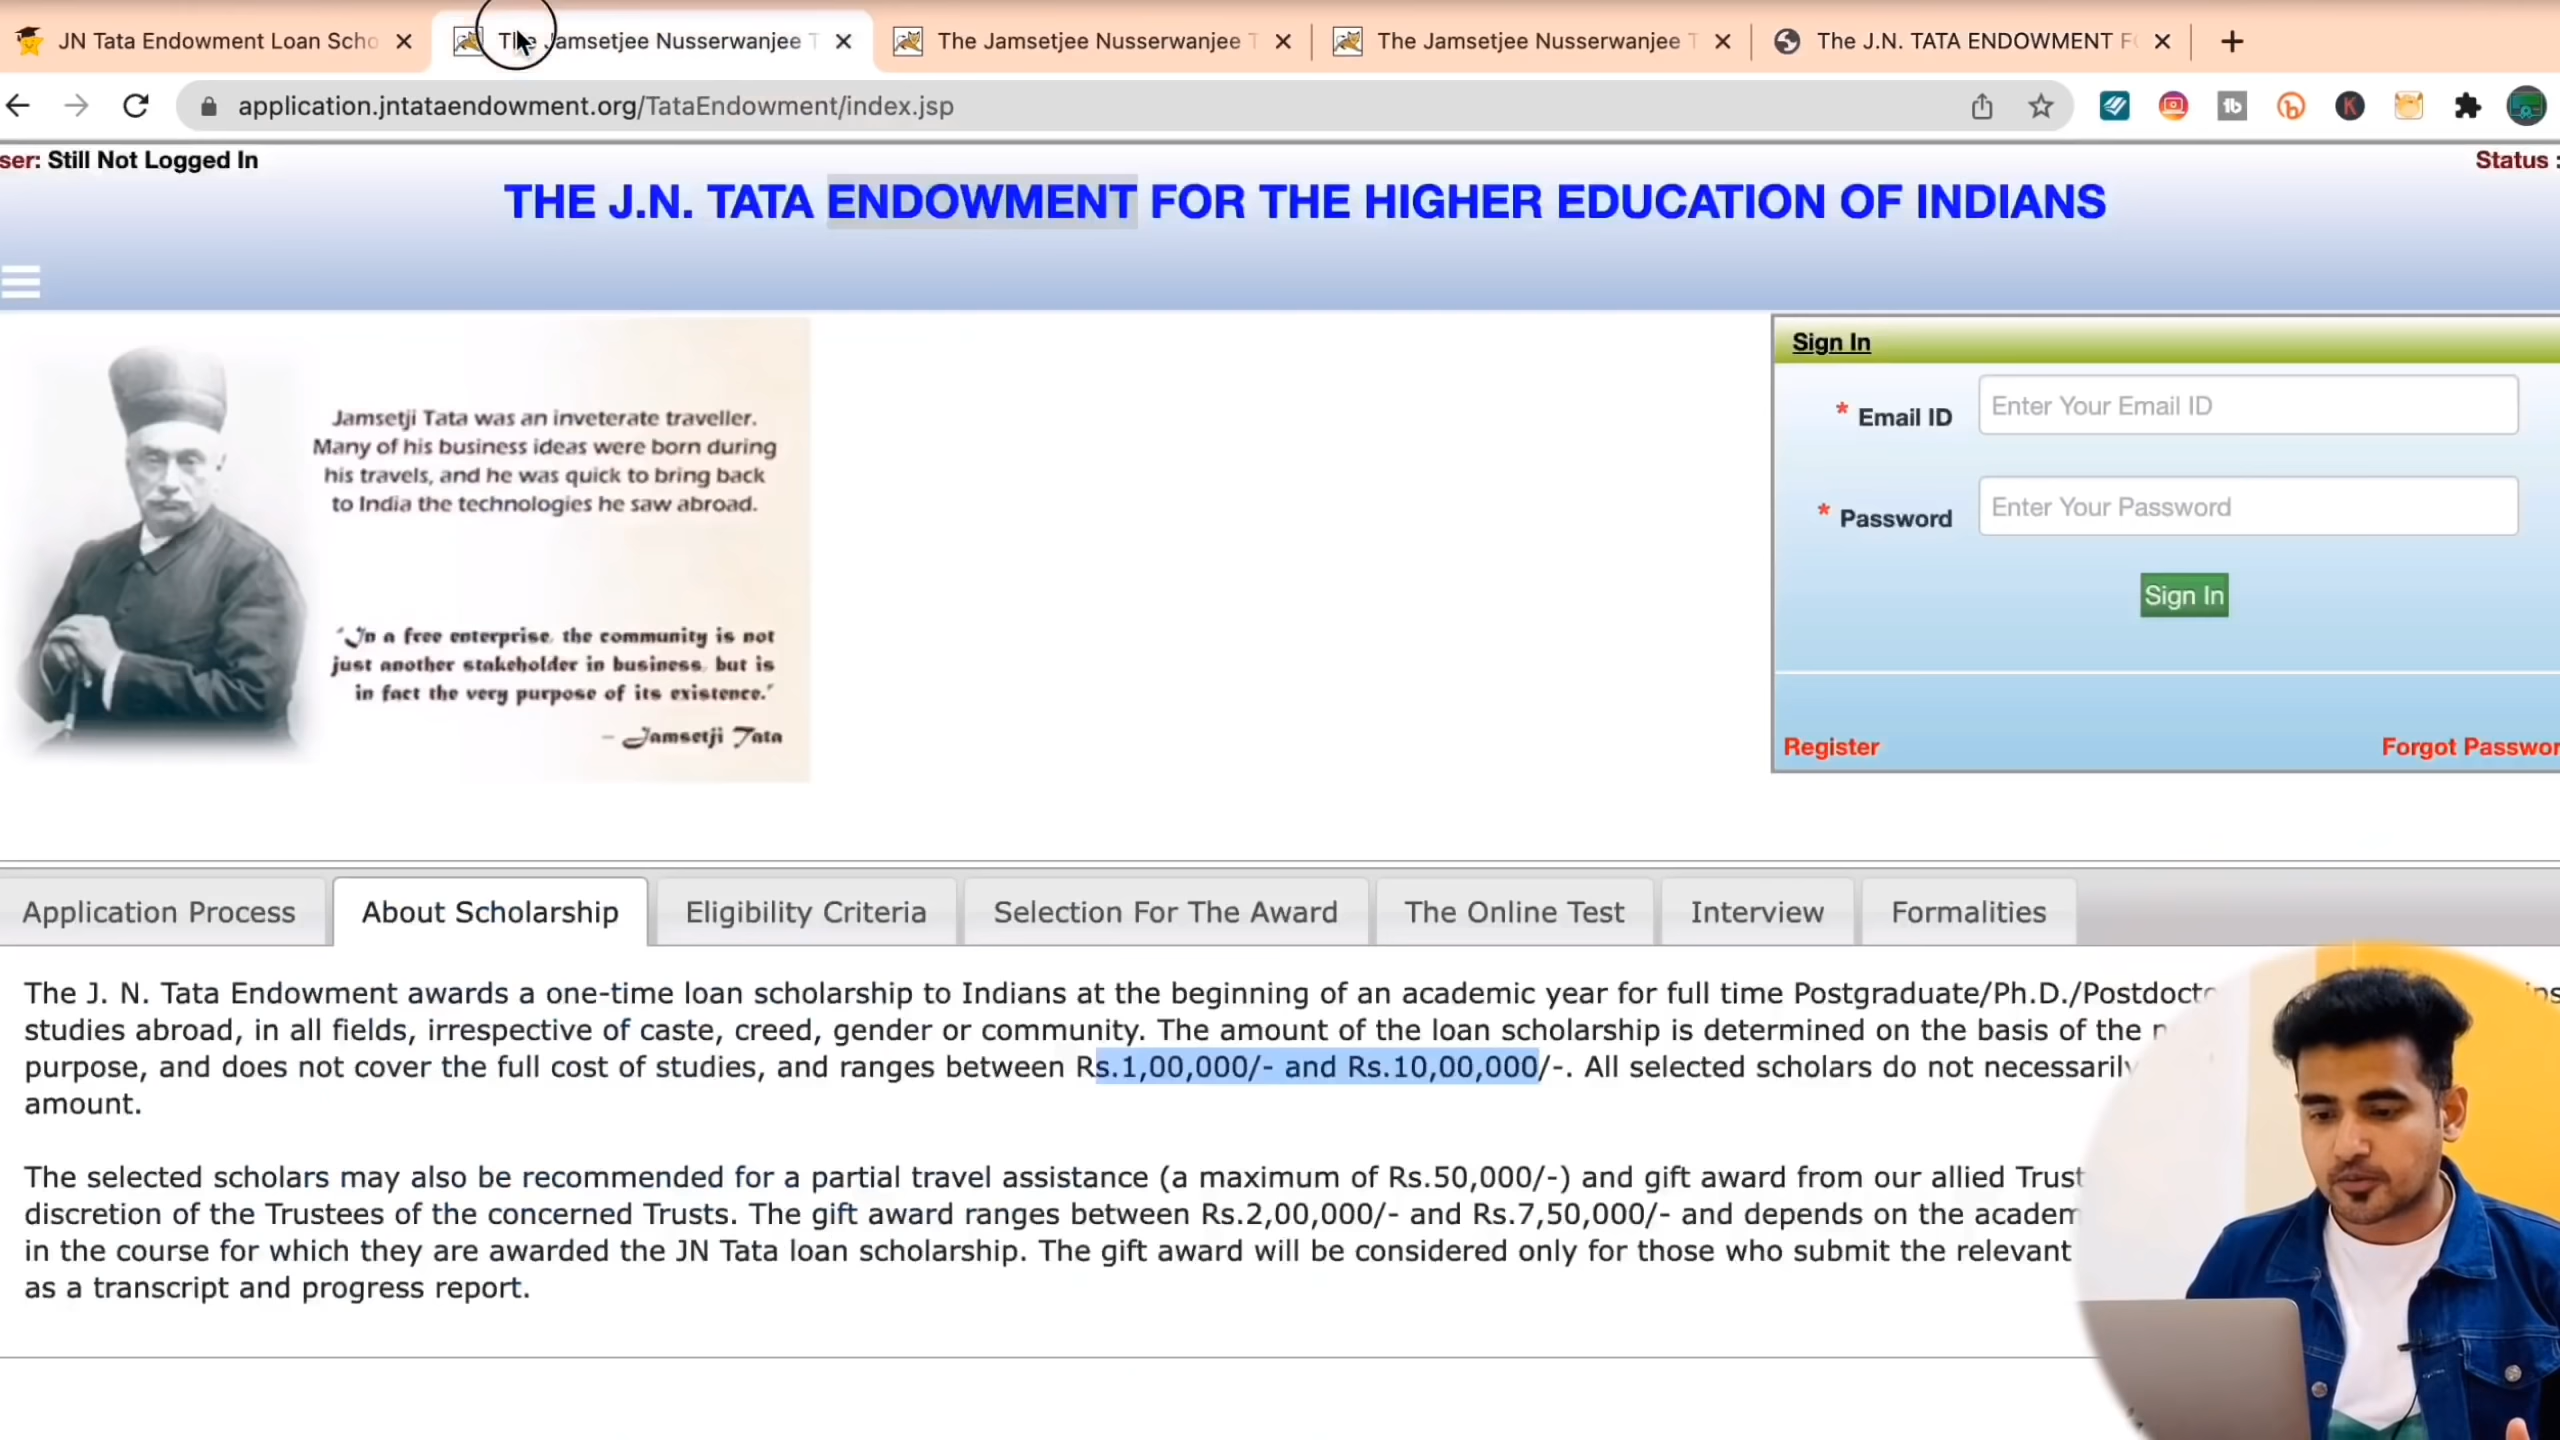 JN Tata Endowment Loan Scho
The Jamsetjee Nusserwanjee T
The Jamsetjee Nusserwanjee T
The Jamsetjee Nusserwanjee T
The J.N. TATA ENDOWMENT F
application.jntataendowment.org/TataEndowment/index.jsp
ser: Still Not Logged In
Status :
THE J.N. TATA ENDOWMENT FOR THE HIGHER EDUCATION OF INDIANS
Jamsetji Tata was an inveterate traveller.
Many of his business ideas were born during
his travels, and he was quick to bring back
to India the technologies he saw abroad.
"In a free enterprise, the community is not
just another stakeholder in business, but is
in fact the very purpose of its existence."
– Jamsetji Tata
Sign In
* Email ID
Enter Your Email ID
* Password
Enter Your Password
Sign In
Register
Forgot Passwor
Application Process
About Scholarship
Eligibility Criteria
Selection For The Award
The Online Test
Interview
Formalities
The J. N. Tata Endowment awards a one-time loan scholarship to Indians at the beginning of an academic year for full time Postgraduate/Ph.D./Postdocto
studies abroad, in all fields, irrespective of caste, creed, gender or community. The amount of the loan scholarship is determined on the basis of the
purpose, and does not cover the full cost of studies, and ranges between Rs.1,00,000/- and Rs.10,00,000/-. All selected scholars do not necessarily
amount.
The selected scholars may also be recommended for a partial travel assistance (a maximum of Rs.50,000/-) and gift award from our allied Trust
discretion of the Trustees of the concerned Trusts. The gift award ranges between Rs.2,00,000/- and Rs.7,50,000/- and depends on the academ
in the course for which they are awarded the JN Tata loan scholarship. The gift award will be considered only for those who submit the relevant
as a transcript and progress report.